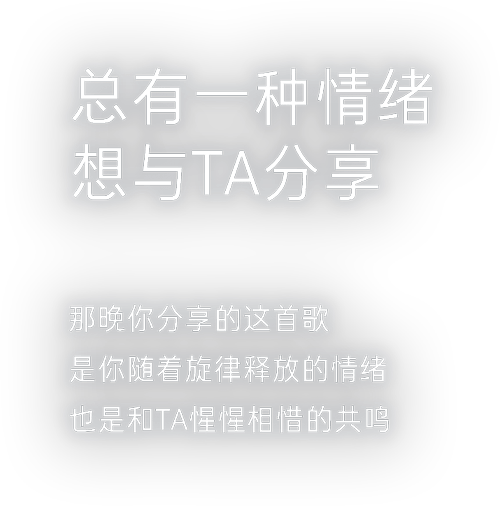 总有一种情绪
想与TA分享
那晚你分享的这首歌
是你随着旋律释放的情绪
也是和TA惺惺相惜的共鸣